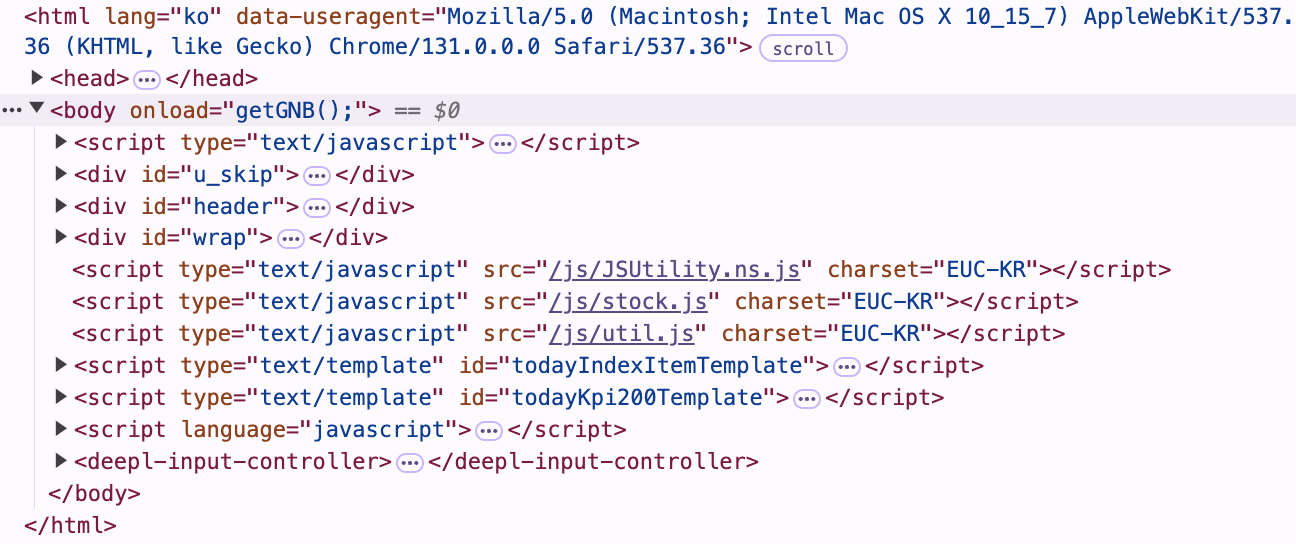 <html lang="ko" data-useragent="Mozilla/5.0 (Macintosh; Intel Mac OS X 10_15_7) AppleWebKit/537.
36 (KHTML, like Gecko) Chrome/131.0.0.0 Safari/537.36"> scroll
▶<head> ••• </head>
••• ▼<body onload="getGNB();"> == $0
▶<script type="text/javascript"> ••• </script>
▶<div id="u_skip"> ••• </div>
▶<div id="header"> ••• </div>
▶<div id="wrap"> ••• </div>
<script type="text/javascript" src="/js/JSUtility.ns.js" charset="EUC-KR"></script>
<script type="text/javascript" src="/js/stock.js" charset="EUC-KR"></script>
<script type="text/javascript" src="/js/util.js" charset="EUC-KR"></script>
▶<script type="text/template" id="todayIndexItemTemplate"> ••• </script>
▶<script type="text/template" id="todayKpi200Template"> ••• </script>
▶<script language="javascript"> ••• </script>
▶<deepl-input-controller> ••• </deepl-input-controller>
</body>
</html>